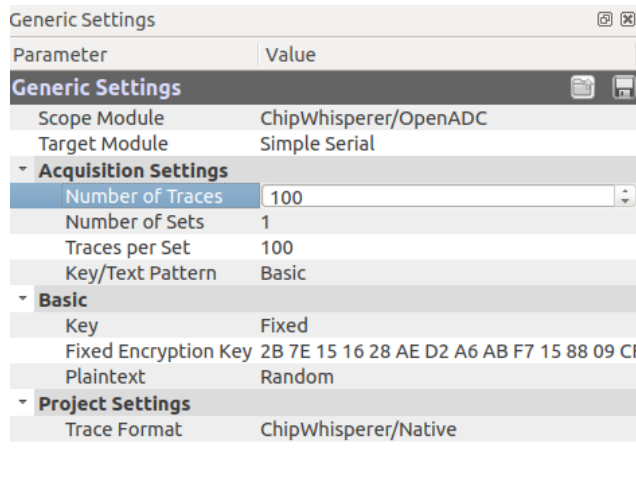 Generic Settings
Parameter Value
Generic Settings
Scope Module ChipWhisperer/OpenADC
Target Module Simple Serial
Acquisition Settings
Number of Traces 100
Number of Sets 1
Traces per Set 100
Key/Text Pattern Basic
Basic
Key Fixed
Fixed Encryption Key 2B 7E 15 16 28 AE D2 A6 AB F7 15 88 09
Plaintext Random
Project Settings
Trace Format ChipWhisperer/Native